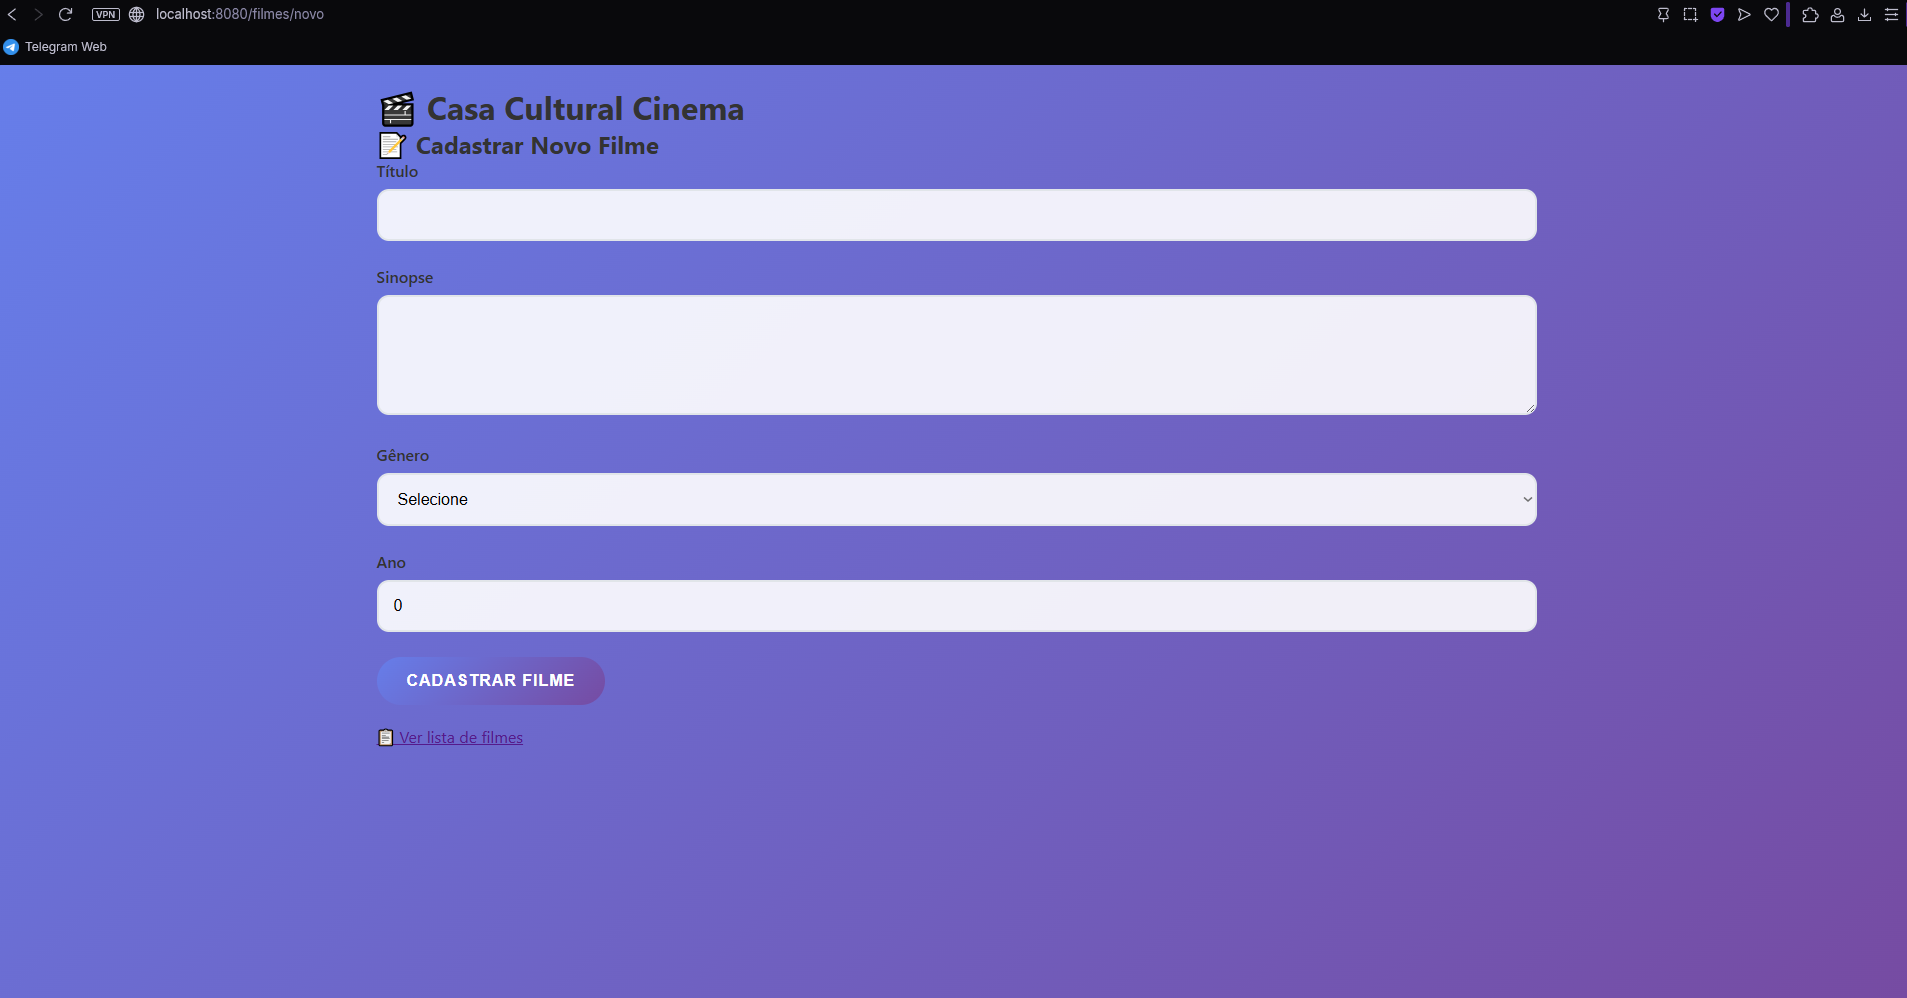 VPN
localhost:8080/filmes/novo
Telegram Web
Casa Cultural Cinema
Cadastrar Novo Filme
Título
Sinopse
Gênero
Selecione
Ano
0
CADASTRAR FILME
Ver lista de filmes